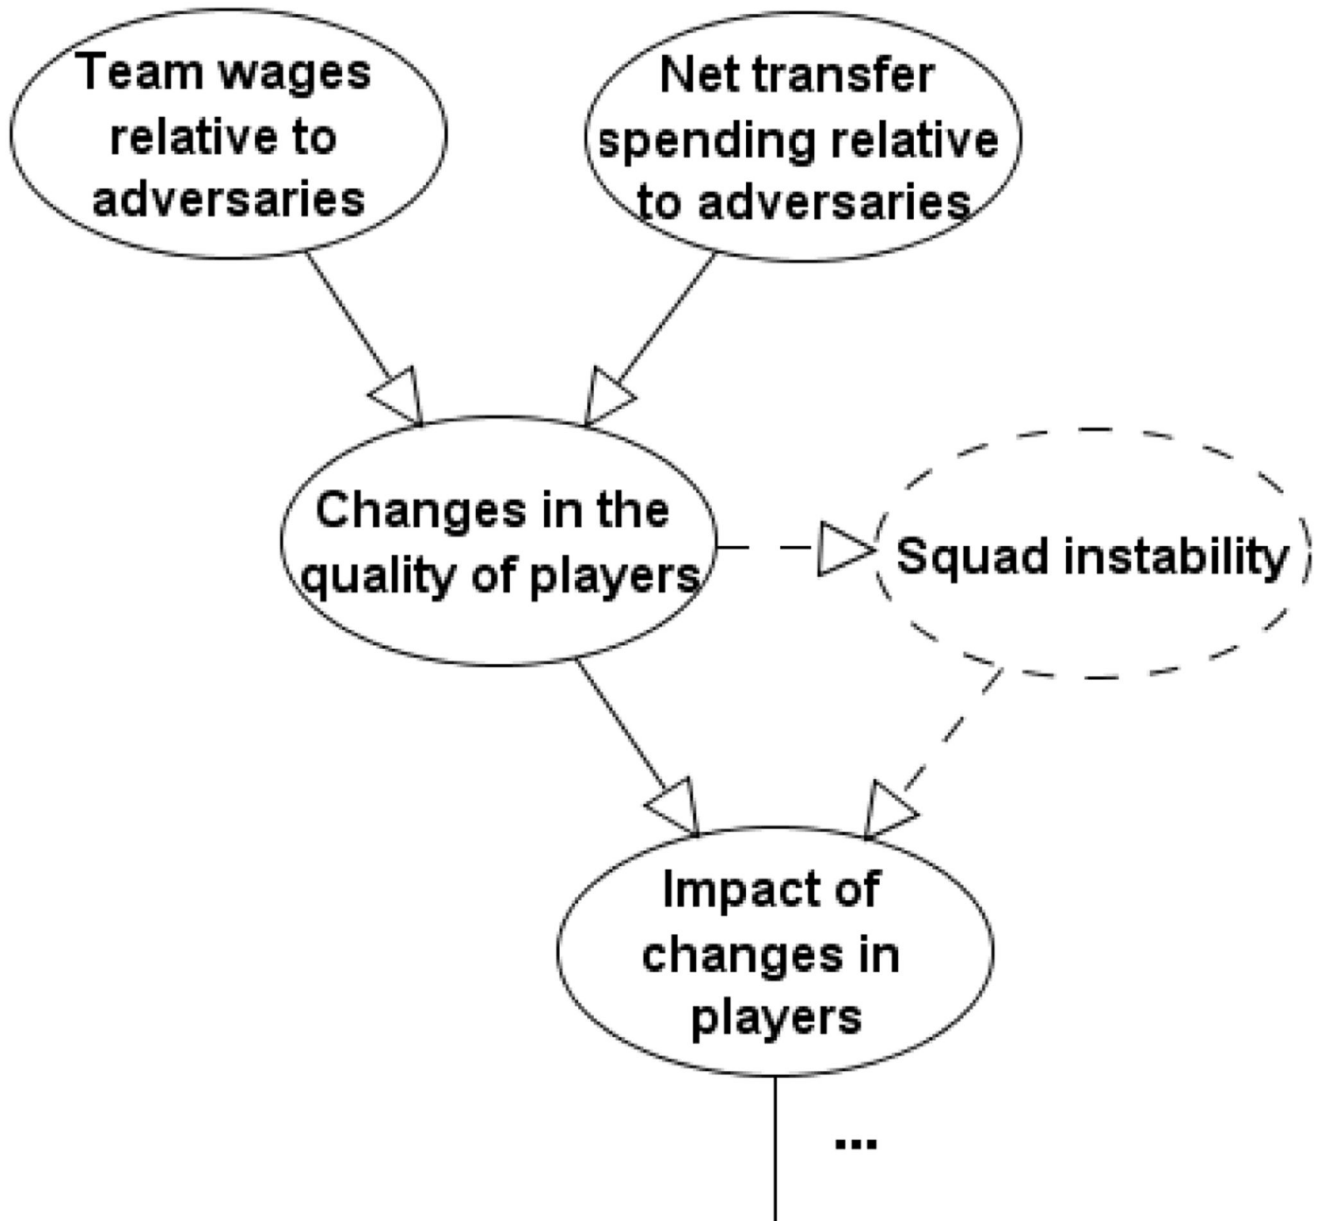 Team wages
relative to
adversaries
Net transfer
spending relative
to adversaries
Changes in the
quality of players
Squad instability
Impact of
changes in
players
...